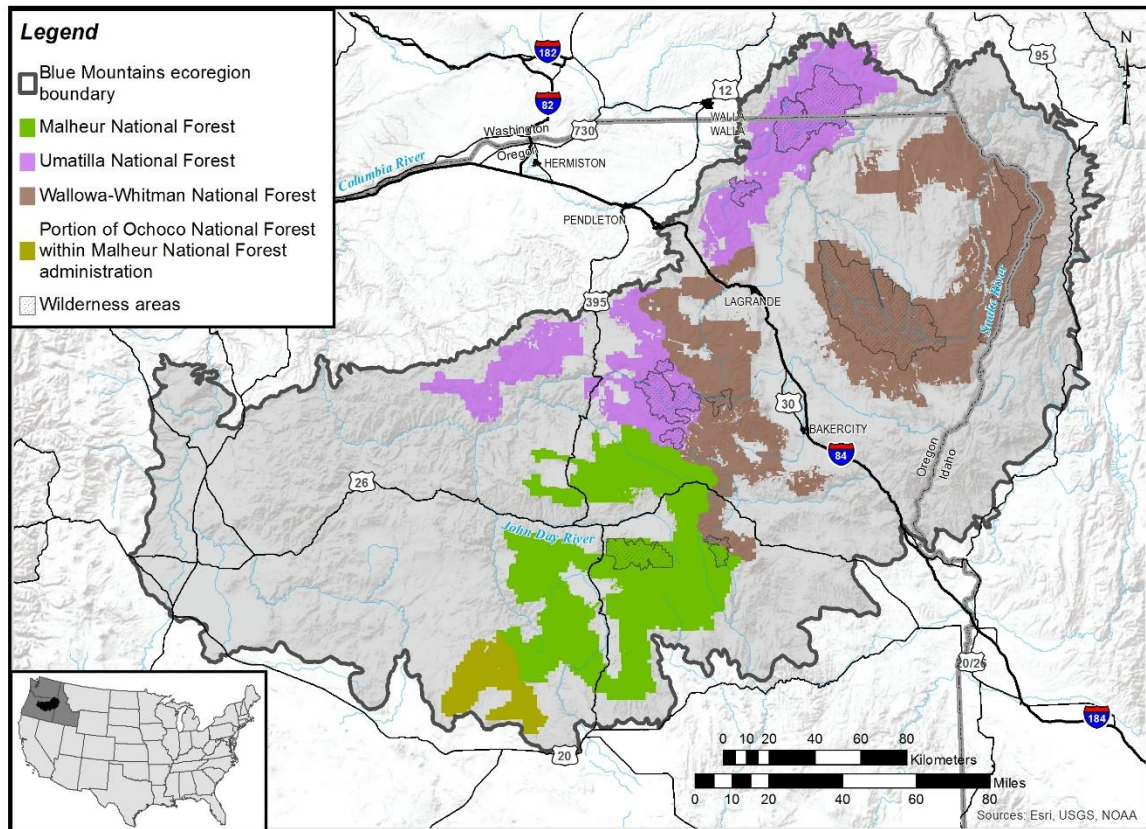 Legend
Blue Mountains ecoregion
boundary
Malheur National Forest
Umatilla National Forest
Wallowa-Whitman National Forest
Portion of Ochoco National Forest
within Malheur National Forest
administration
Wilderness areas
182
82
12
95
N
WALLA
WALLA
Washington
Oregon
730
HERMISTON
Columbia River
PENDLETON
395
LAGRANDE
Snake River
30
BAKERCITY
84
Oregon
Idaho
26
John Day River
20/26
184
20
0 10 20 40 60 80
Kilometers
0 10 20 40 60 80
Miles
Sources: Esri, USGS, NOAA